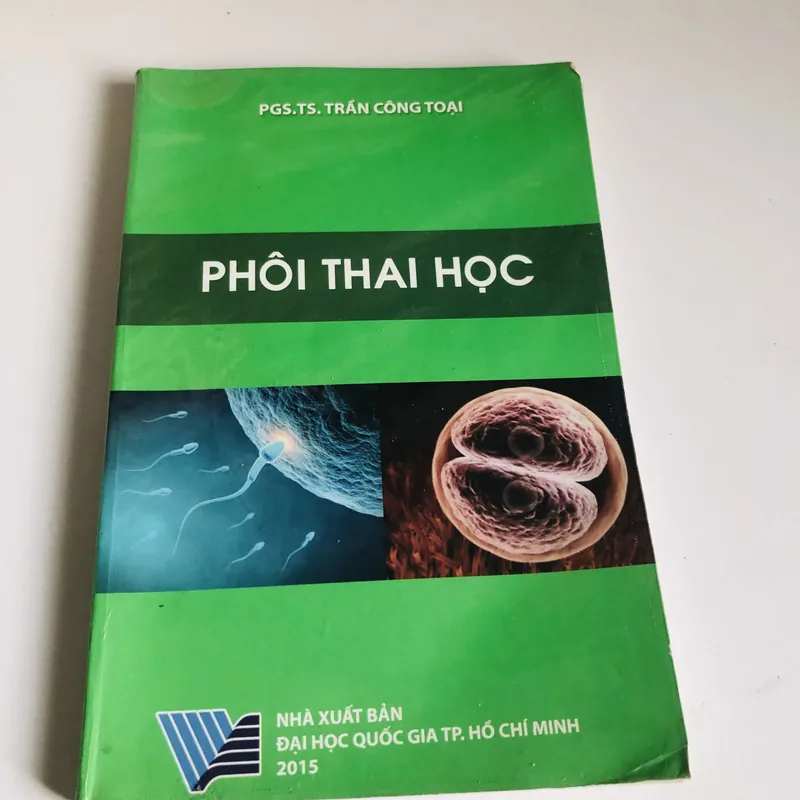 PGS.TS. TRẦN CÔNG TOẠI
PHÔI THAI HỌC
NHÀ XUẤT BẢN
ĐẠI HỌC QUỐC GIA TP. HỒ CHÍ MINH
2015